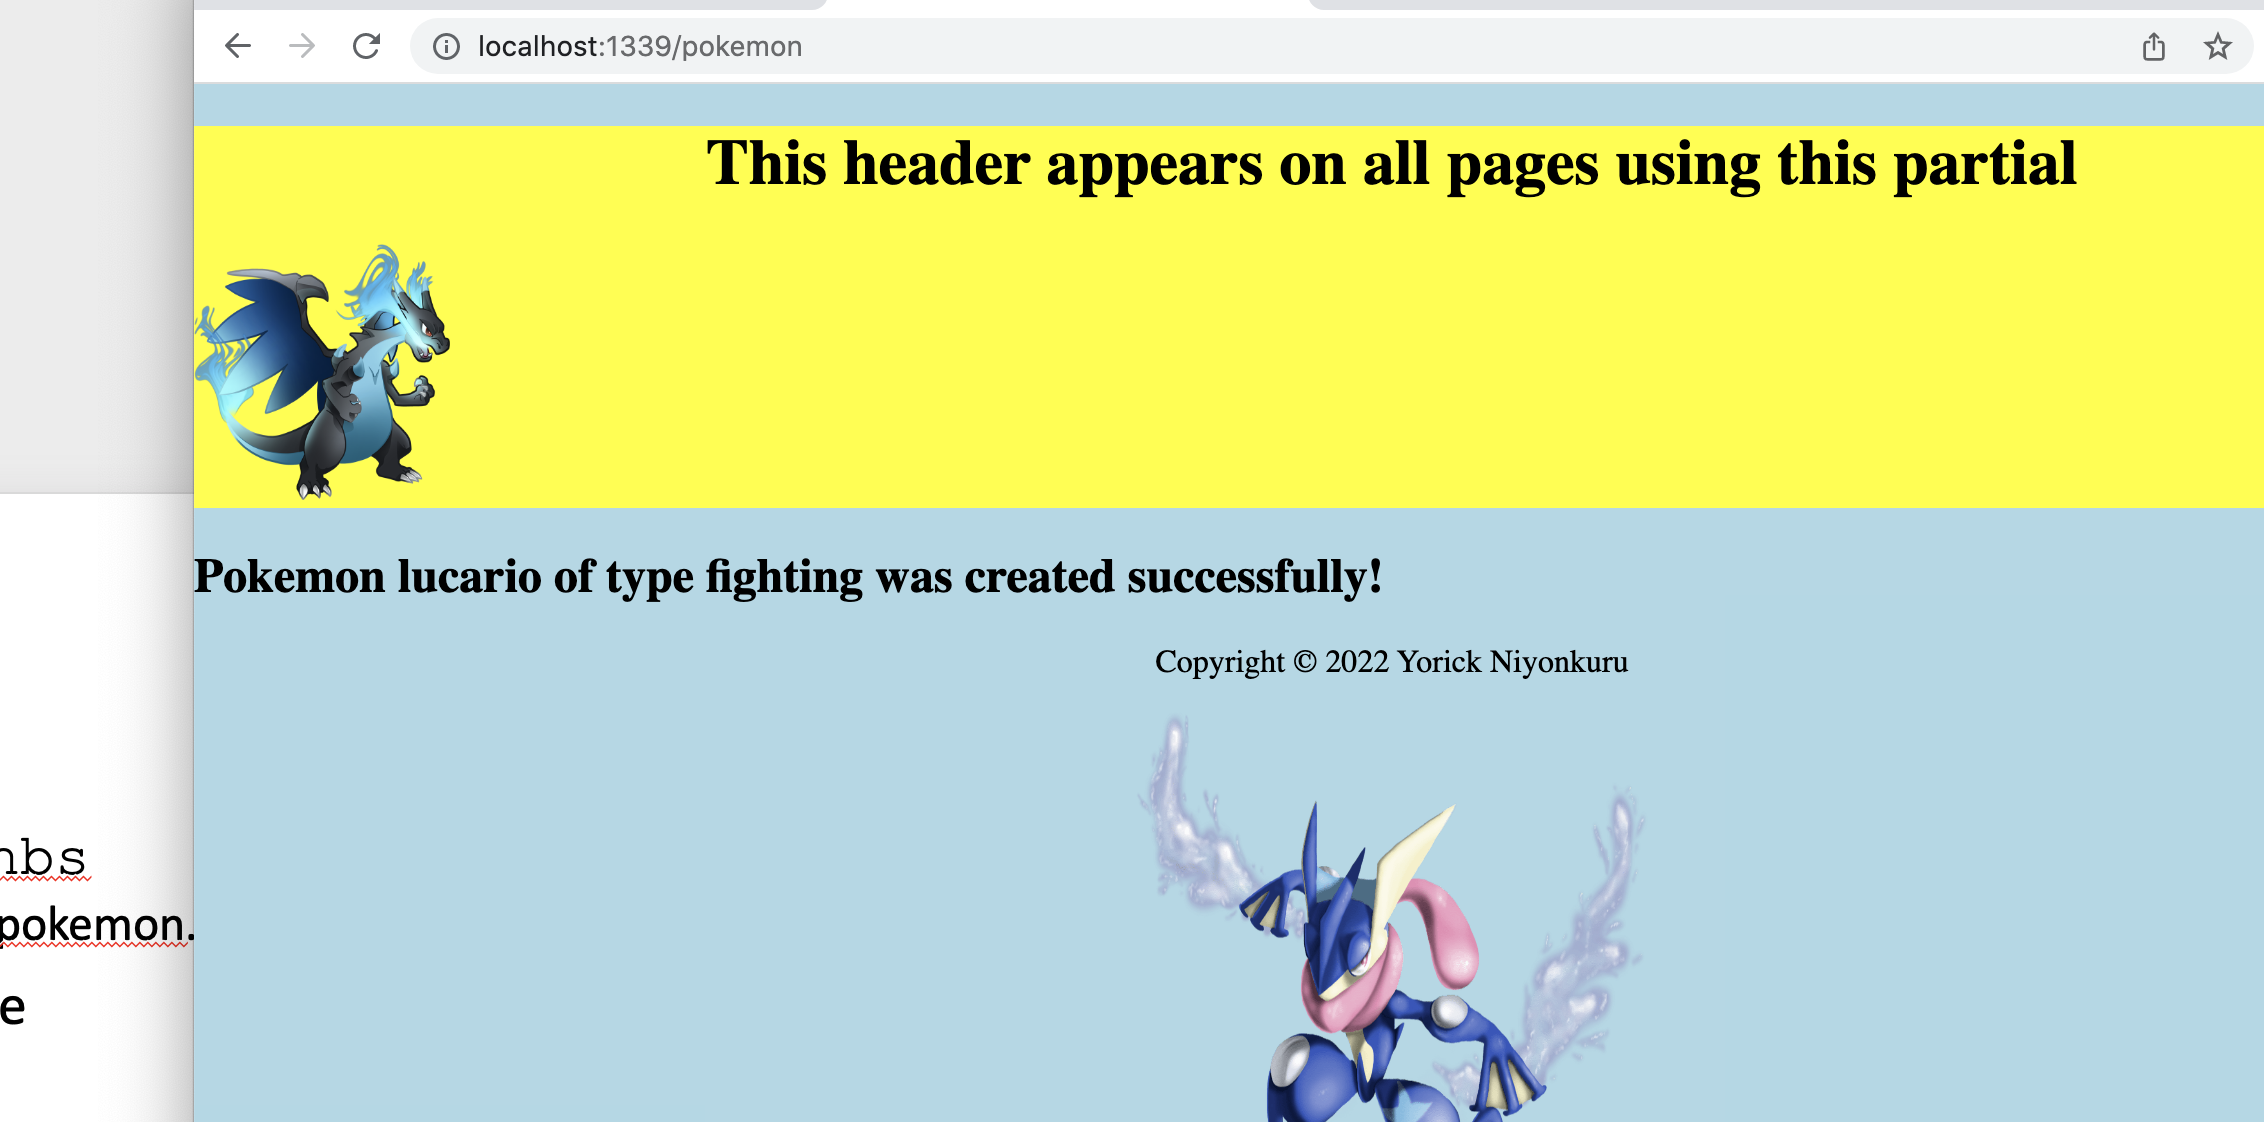 localhost:1339/pokemon
This header appears on all pages using this partial
Pokemon lucario of type fighting was created successfully!
Copyright © 2022 Yorick Niyonkuru
pokemon.
e